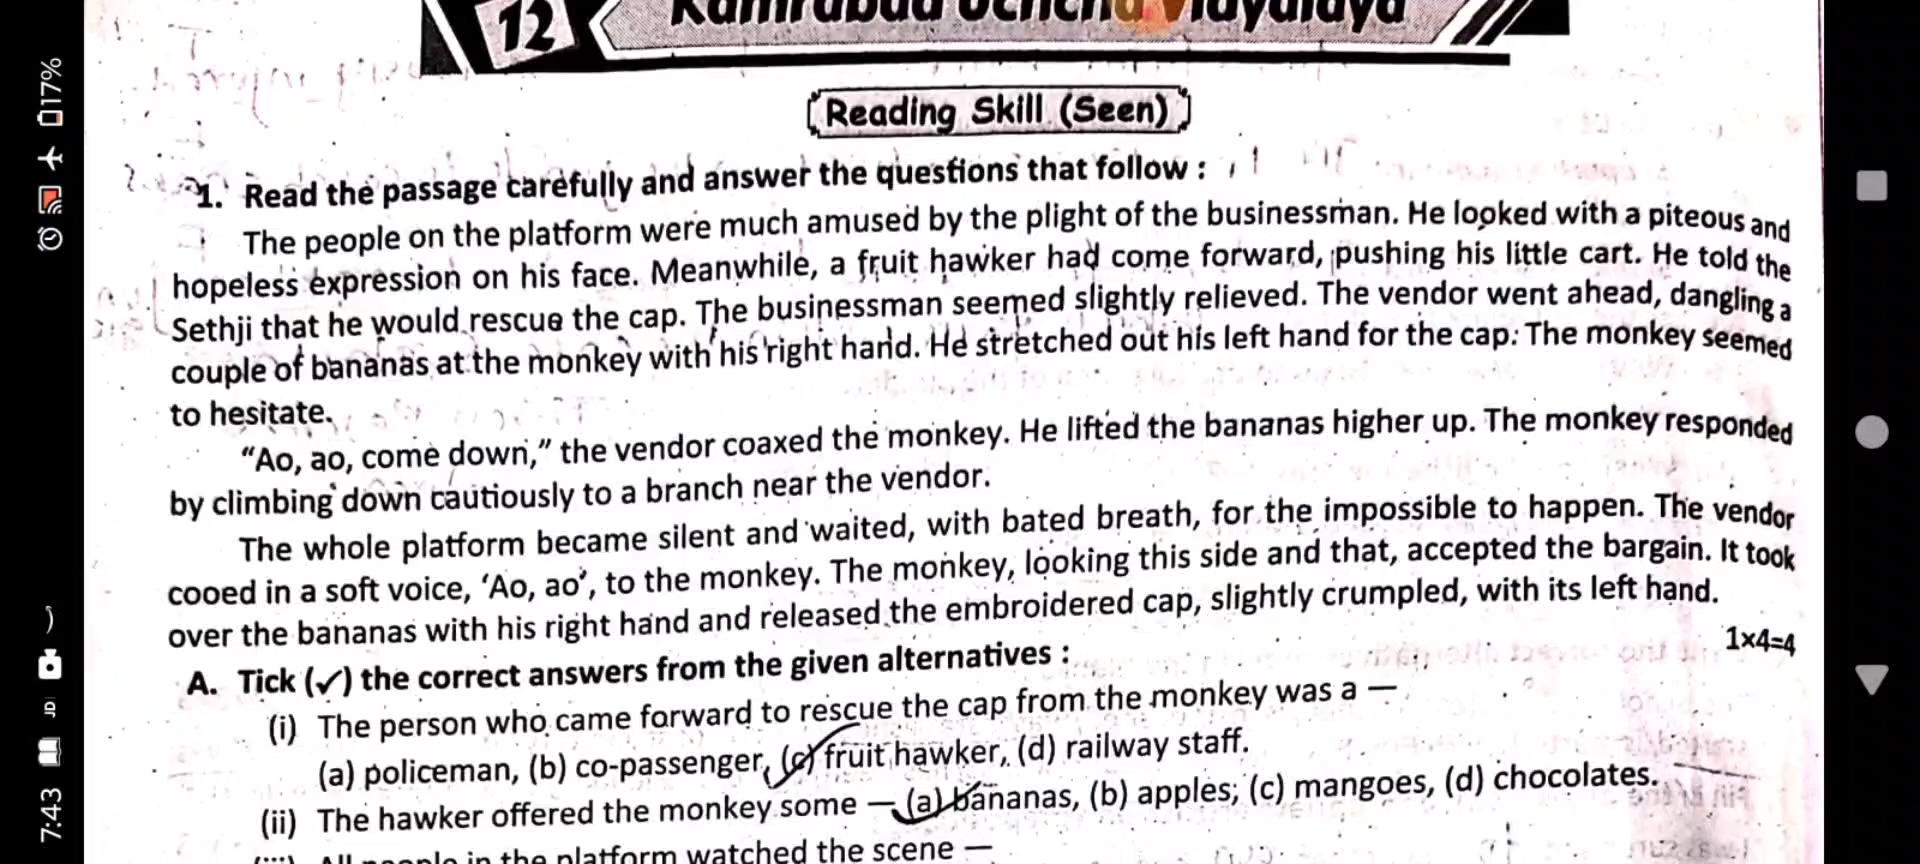 17%
7:43
12
Reading Skill (Seen)
1. Read the passage carefully and answer the questions that follow :
The people on the platform were much amused by the plight of the businessman. He looked with a piteous and
hopeless expression on his face. Meanwhile, a fruit hawker had come forward, pushing his little cart. He told the
Sethji that he would rescue the cap. The businessman seemed slightly relieved. The vendor went ahead, dangling a
couple of bananas at the monkey with his right hand. He stretched out his left hand for the cap. The monkey seemed
to hesitate.
“Ao, ao, come down,” the vendor coaxed the monkey. He lifted the bananas higher up. The monkey responded
by climbing down cautiously to a branch near the vendor.
The whole platform became silent and waited, with bated breath, for the impossible to happen. The vendor
cooed in a soft voice, ‘Ao, ao’, to the monkey. The monkey, looking this side and that, accepted the bargain. It took
over the bananas with his right hand and released the embroidered cap, slightly crumpled, with its left hand.
A. Tick (✓) the correct answers from the given alternatives : 1×4=4
(i) The person who came forward to rescue the cap from the monkey was a —
(a) policeman, (b) co-passenger, (c) fruit hawker, (d) railway staff.
(ii) The hawker offered the monkey some — (a) bananas, (b) apples; (c) mangoes, (d) chocolates.
All people in the platform watched the scene —